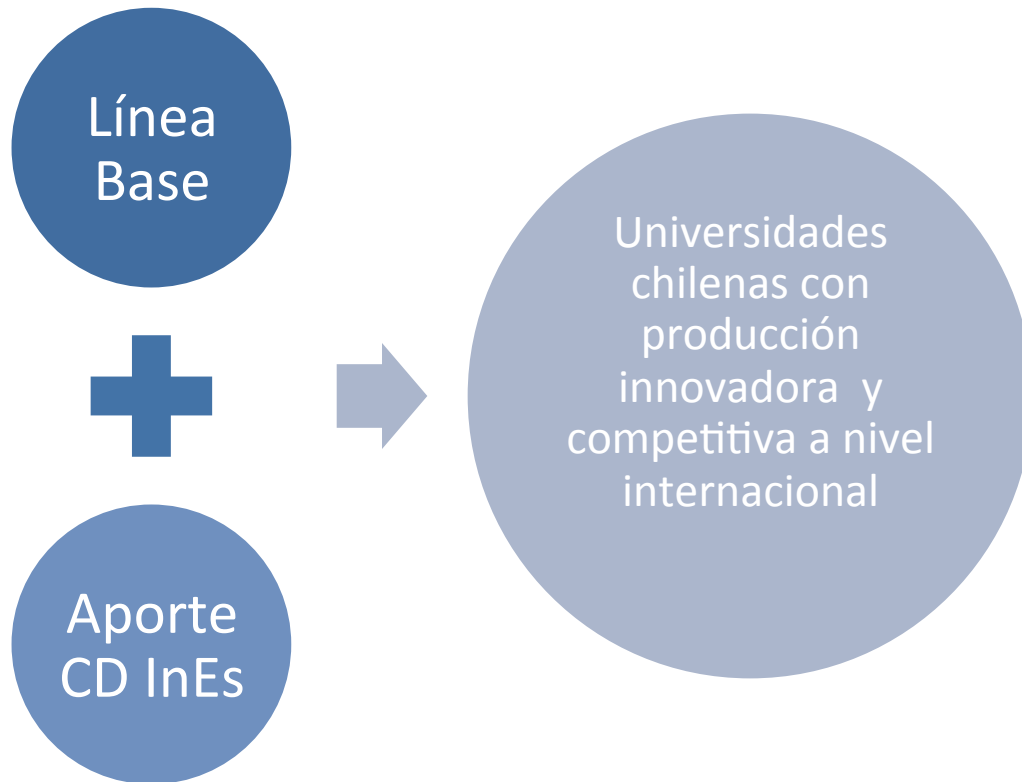 Línea
Base
Aporte
CD InEs
Universidades
chilenas con
producción
innovadora y
competitiva a nivel
internacional